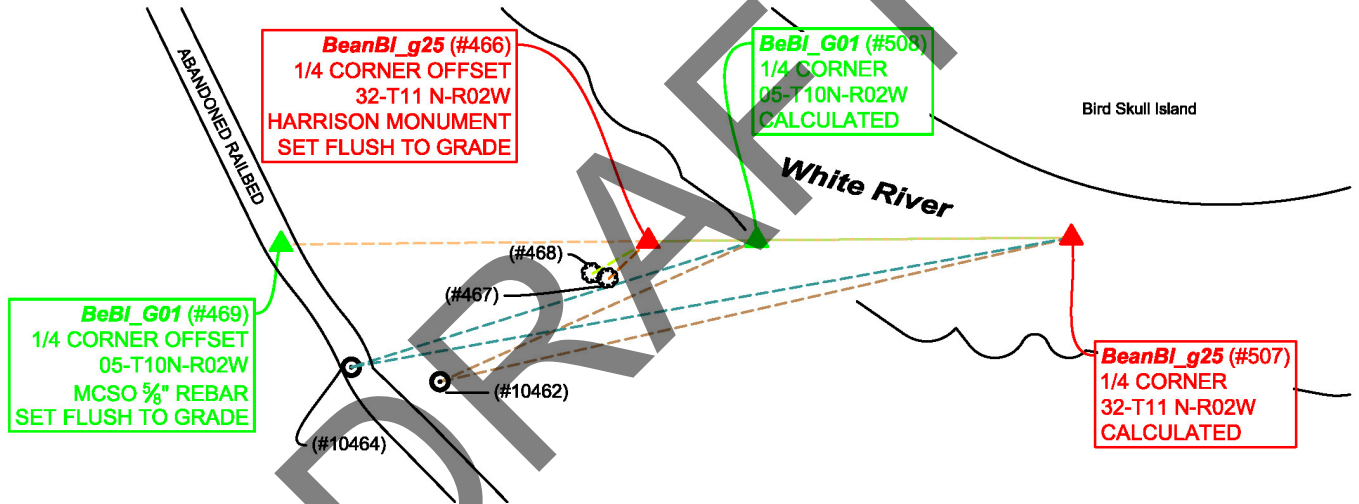 BeanBl_g25 (#466)
1/4 CORNER OFFSET
32-T11 N-R02W
HARRISON MONUMENT
SET FLUSH TO GRADE
BeBl_G01 (#508)
1/4 CORNER
05-T10N-R02W
CALCULATED
Bird Skull Island
ABANDONED RAILBED
White River
(#468)
(#467)
BeBl_G01 (#469)
1/4 CORNER OFFSET
05-T10N-R02W
MCSO ⅝" REBAR
SET FLUSH TO GRADE
(#10462)
(#10464)
BeanBl_g25 (#507)
1/4 CORNER
32-T11 N-R02W
CALCULATED
DRAFT